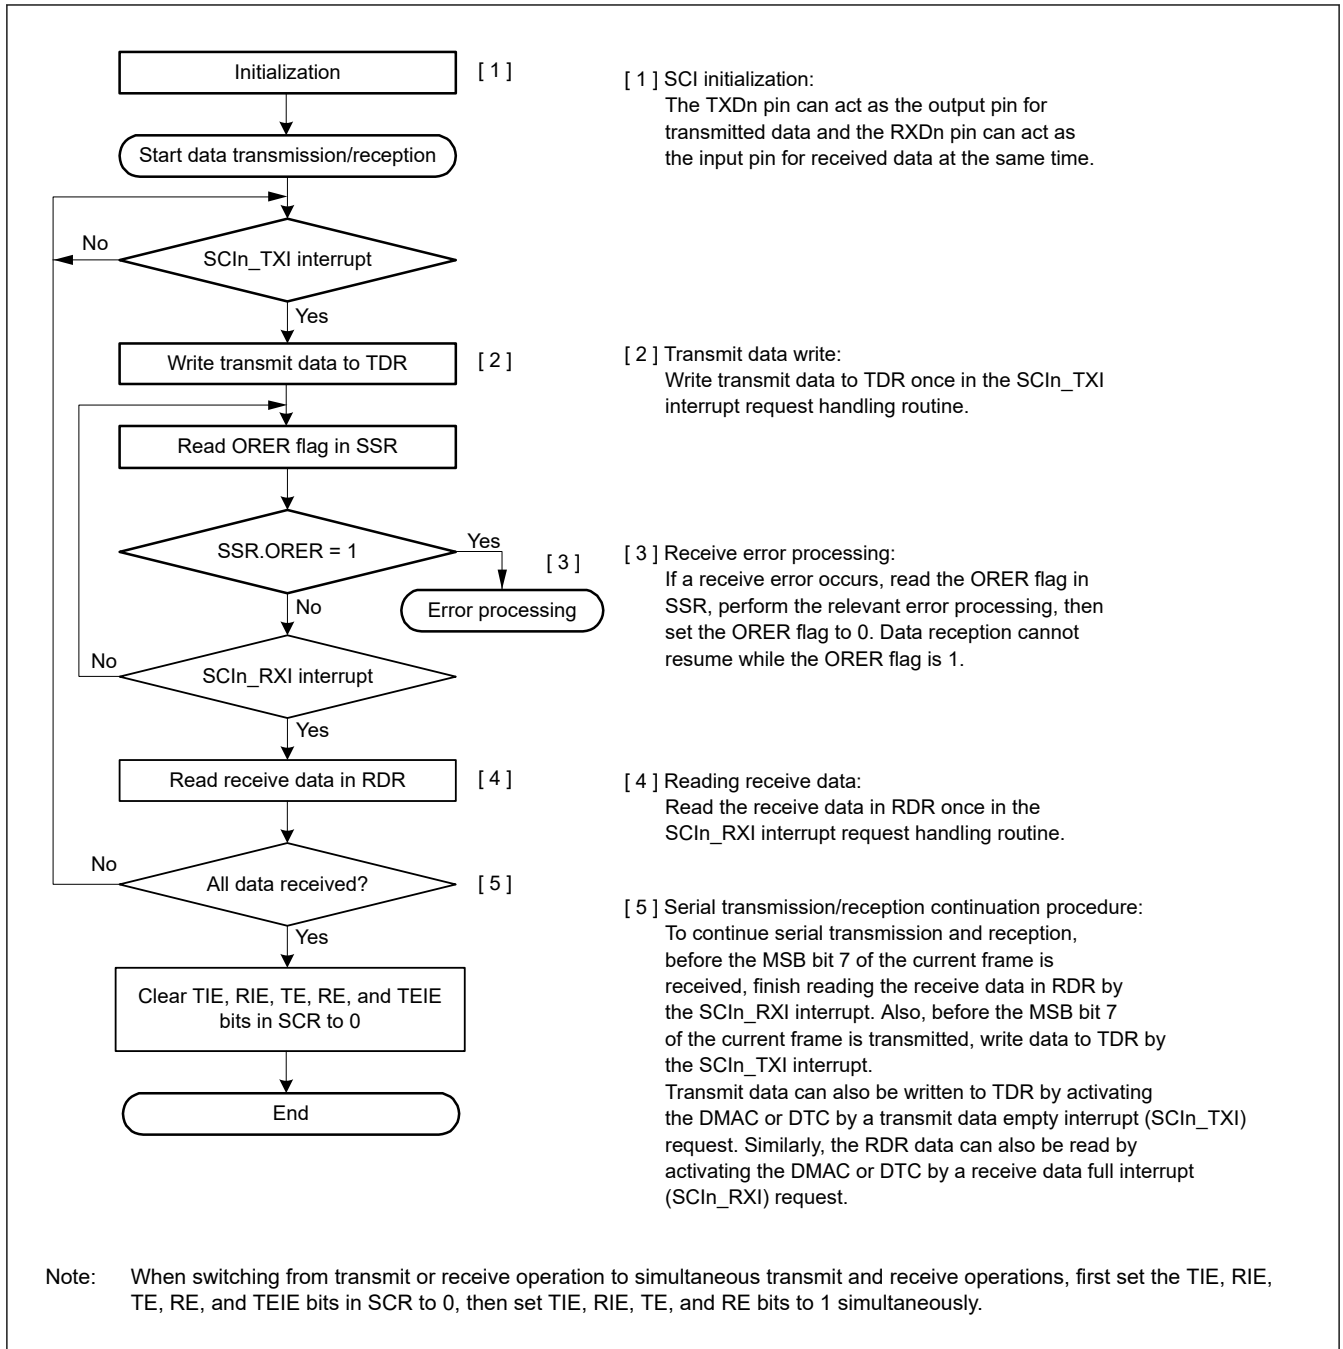 Initialization
[ 1 ]
Start data transmission/reception
No
SCIn_TXI interrupt
Yes
Write transmit data to TDR
[ 2 ]
Read ORER flag in SSR
SSR.ORER = 1
Yes
[ 3 ]
Error processing
No
No
SCIn_RXI interrupt
Yes
Read receive data in RDR
[ 4 ]
No
All data received?
[ 5 ]
Yes
Clear TIE, RIE, TE, RE, and TEIE
bits in SCR to 0
End
[ 1 ] SCI initialization:
The TXDn pin can act as the output pin for
transmitted data and the RXDn pin can act as
the input pin for received data at the same time.
[ 2 ] Transmit data write:
Write transmit data to TDR once in the SCIn_TXI
interrupt request handling routine.
[ 3 ] Receive error processing:
If a receive error occurs, read the ORER flag in
SSR, perform the relevant error processing, then
set the ORER flag to 0. Data reception cannot
resume while the ORER flag is 1.
[ 4 ] Reading receive data:
Read the receive data in RDR once in the
SCIn_RXI interrupt request handling routine.
[ 5 ] Serial transmission/reception continuation procedure:
To continue serial transmission and reception,
before the MSB bit 7 of the current frame is
received, finish reading the receive data in RDR by
the SCIn_RXI interrupt. Also, before the MSB bit 7
of the current frame is transmitted, write data to TDR by
the SCIn_TXI interrupt.
Transmit data can also be written to TDR by activating
the DMAC or DTC by a transmit data empty interrupt (SCIn_TXI)
request. Similarly, the RDR data can also be read by
activating the DMAC or DTC by a receive data full interrupt
(SCIn_RXI) request.
Note: When switching from transmit or receive operation to simultaneous transmit and receive operations, first set the TIE, RIE,
TE, RE, and TEIE bits in SCR to 0, then set TIE, RIE, TE, and RE bits to 1 simultaneously.